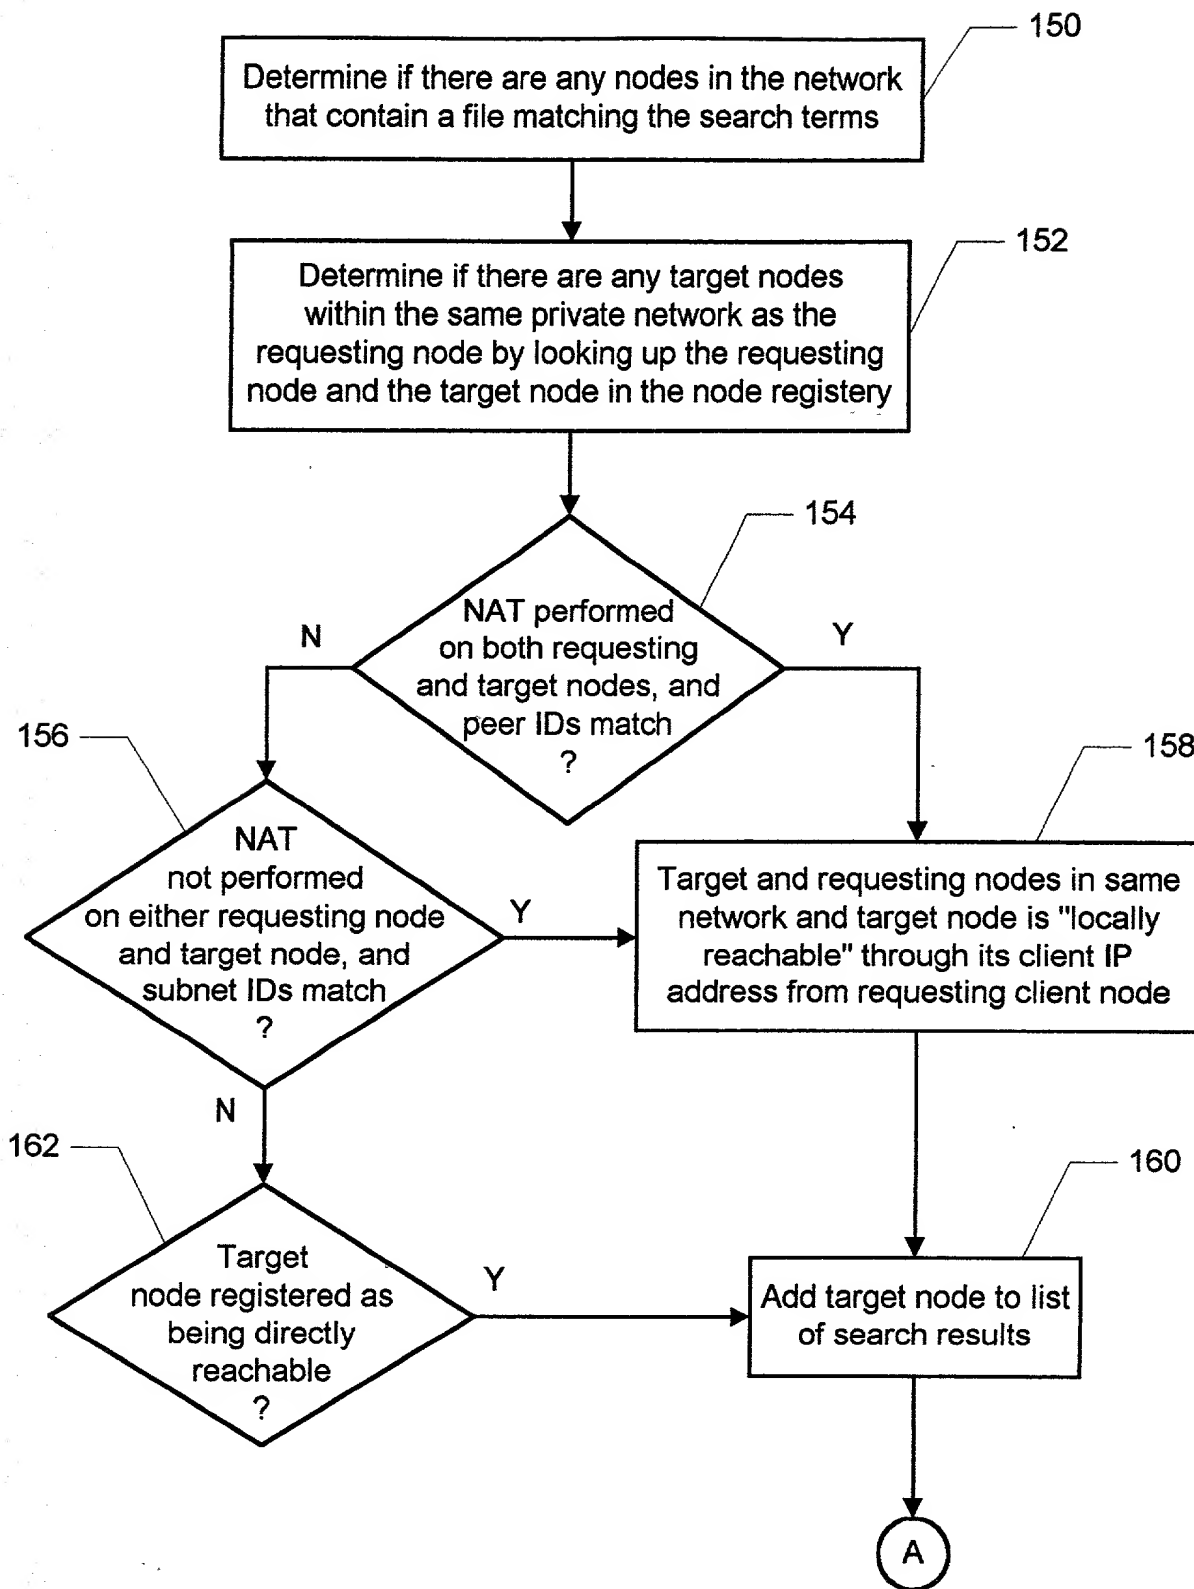 150
Determine if there are any nodes in the network
that contain a file matching the search terms
152
Determine if there are any target nodes
within the same private network as the
requesting node by looking up the requesting
node and the target node in the node registery
154
NAT performed
on both requesting
and target nodes, and
peer IDs match
?
N
Y
156
NAT
not performed
on either requesting node
and target node, and
subnet IDs match
?
Y
N
158
Target and requesting nodes in same
network and target node is "locally
reachable" through its client IP
address from requesting client node
162
Target
node registered as
being directly
reachable
?
Y
160
Add target node to list
of search results
A